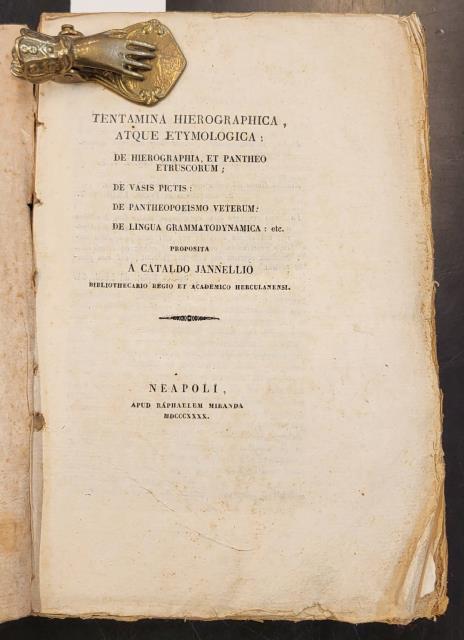 TENTAMINA HIEROGRAPHICA,
ATQUE ETYMOLOGICA:
DE HIEROGRAPHIA, ET PANTHEO
ETRUSCORUM;
DE VASIS PICTIS:
DE PANTHEOPOEISMO VETERUM:
DE LINGUA GRAMMATODYNAMICA: etc.
PROPOSITA
A CATALDO JANNELLIO
BIBLIOTHECARIO REGIO ET ACADEMICO HERCULANENSI.
NEAPOLI,
APUD RAPHAELEM MIRANDA
MDCCCXXXX.